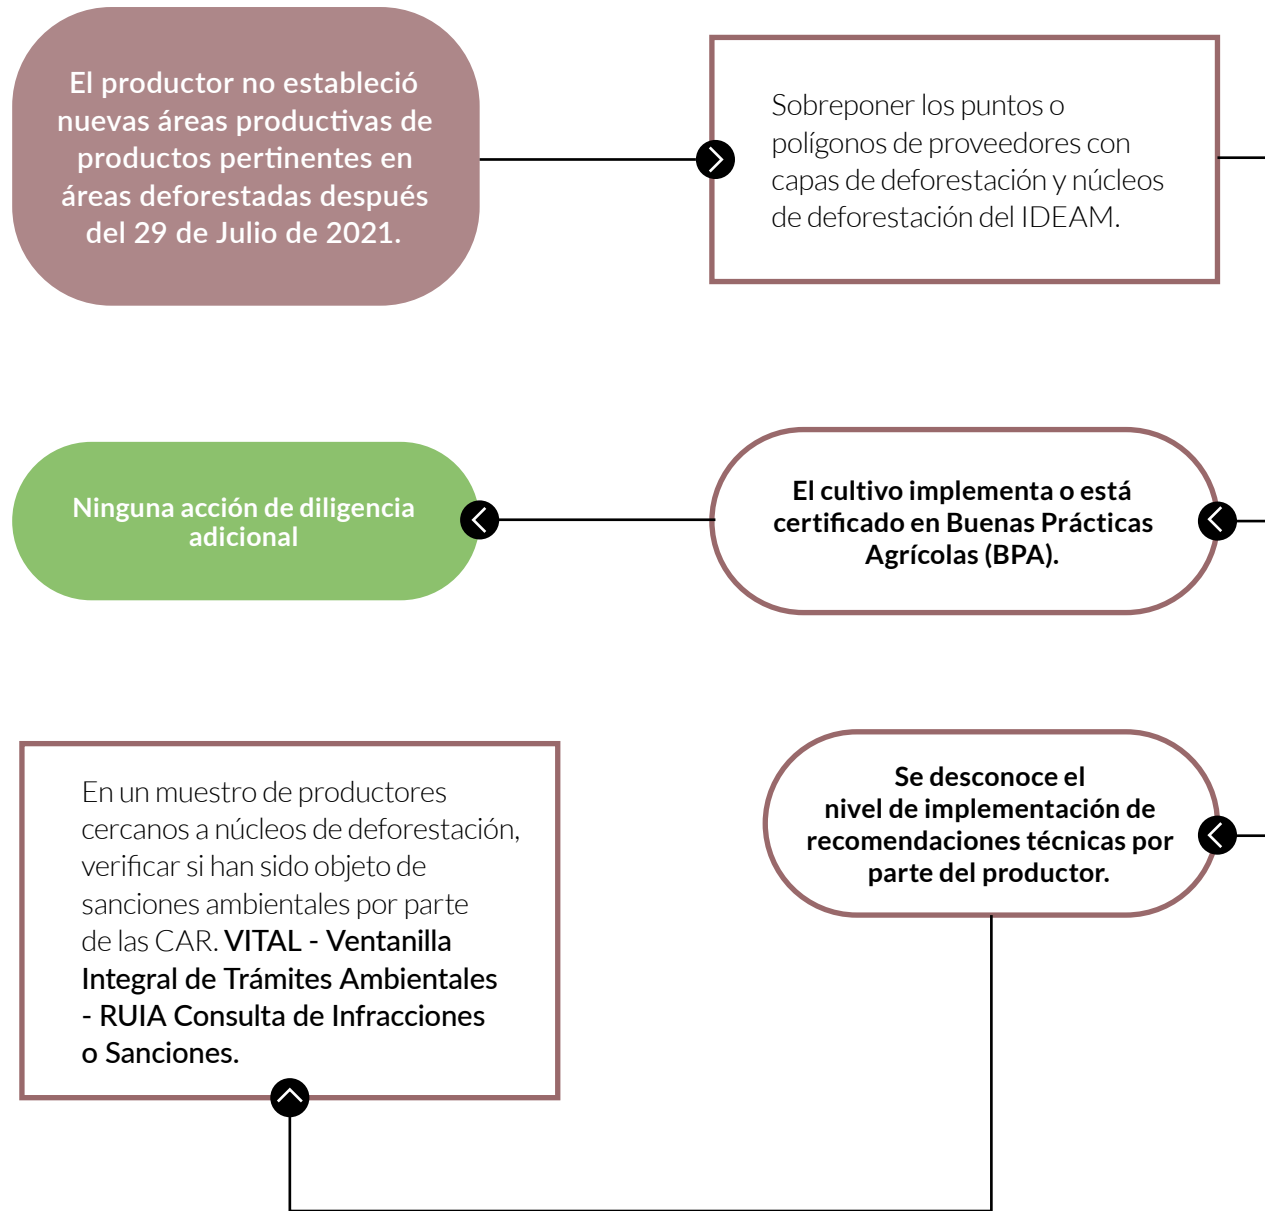 El productor no estableció
nuevas áreas productivas de
productos pertinentes en
áreas deforestadas después
del 29 de Julio de 2021.
Sobreponer los puntos o
polígonos de proveedores con
capas de deforestación y núcleos
de deforestación del IDEAM.
Ninguna acción de diligencia
adicional
El cultivo implementa o está
certificado en Buenas Prácticas
Agrícolas (BPA).
En un muestro de productores
cercanos a núcleos de deforestación,
verificar si han sido objeto de
sanciones ambientales por parte
de las CAR. VITAL - Ventanilla
Integral de Trámites Ambientales
- RUIA Consulta de Infracciones
o Sanciones.
Se desconoce el
nivel de implementación de
recomendaciones técnicas por
parte del productor.